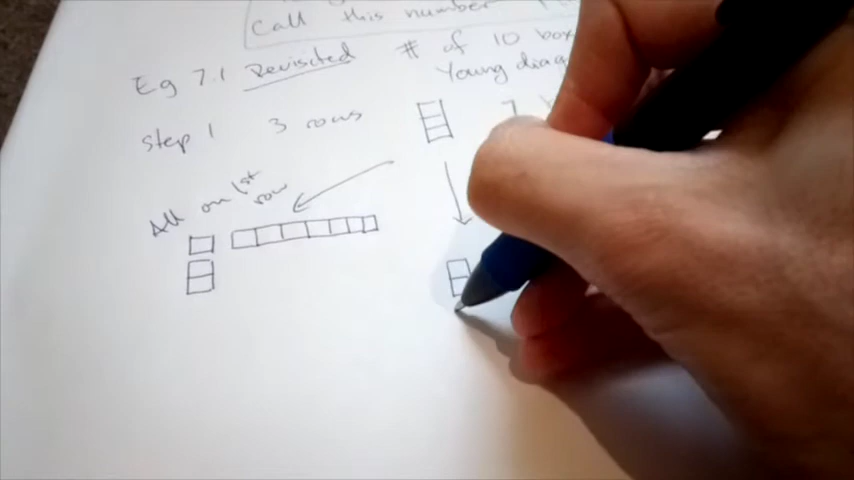 Call this number
Eg 7.1 Revisited # of 10 box
Young diag
Step 1 3 rows 7
All on 1st
row